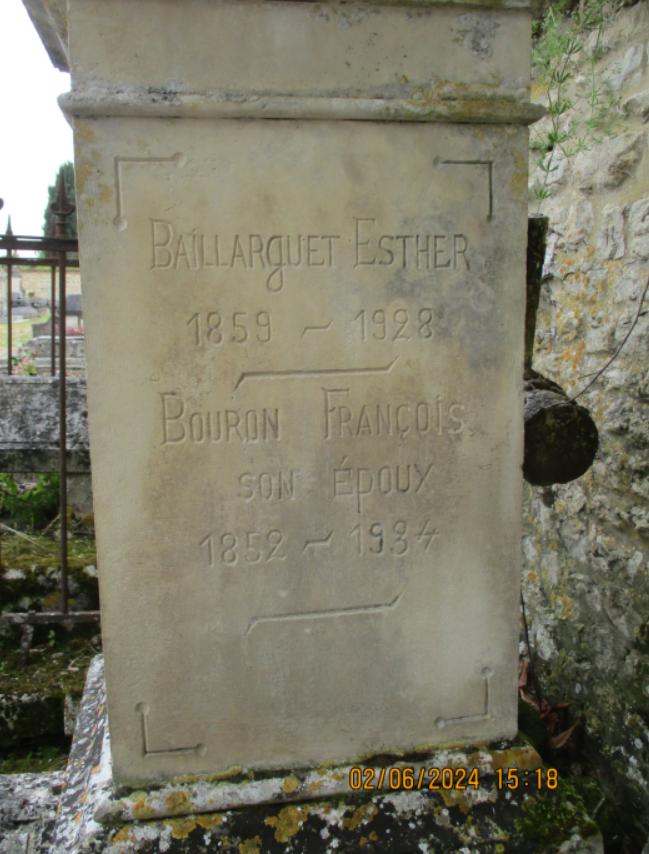 BAILLARGUET ESTHER
1859 ~ 1928
BOURON FRANÇOIS
SON ÉPOUX
1852 ~ 1934
02/06/2024 15:18